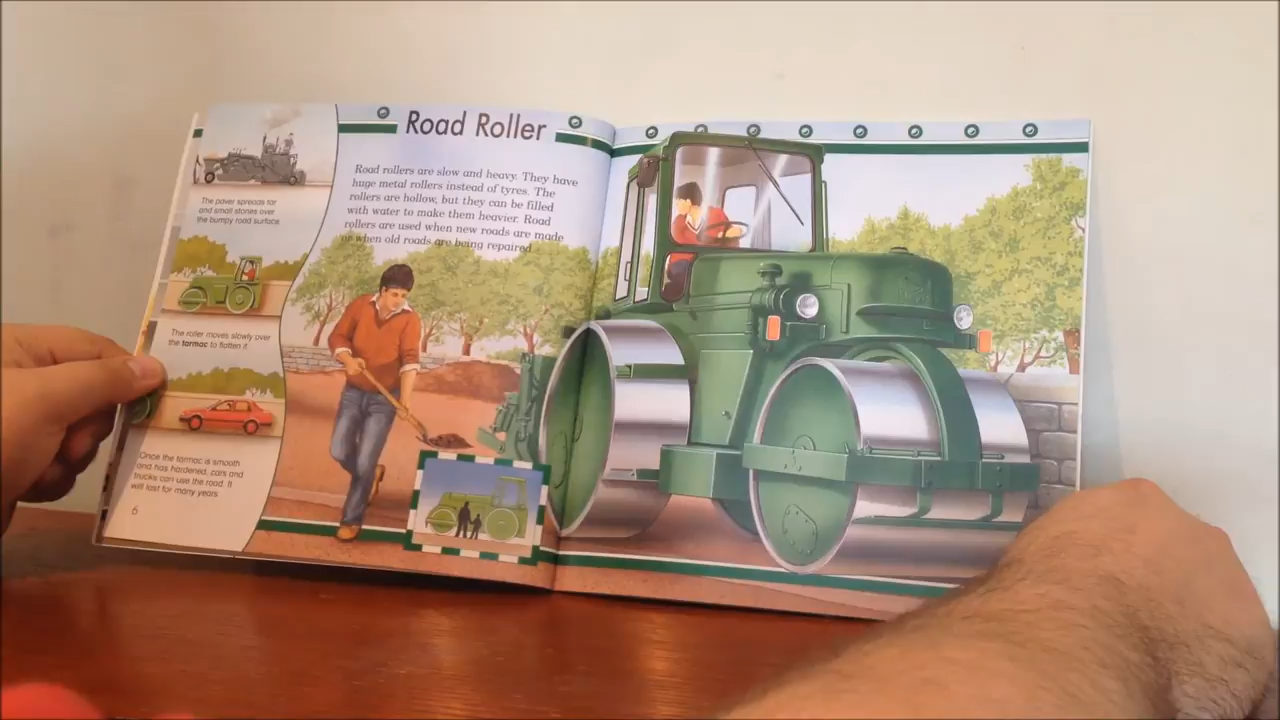 Road Roller
Road rollers are slow and heavy. They have
huge metal rollers instead of tyres. The
rollers are hollow, but they can be filled
with water to make them heavier. Road
rollers are used when new roads are made
or when old roads are being repaired.
The paver spreads tar
and small stones over
the bumpy road surface.
The roller moves slowly over
the tarmac to flatten it.
Once the tarmac is smooth
and has hardened, cars and
trucks can use the road. It
will last for many years.
6